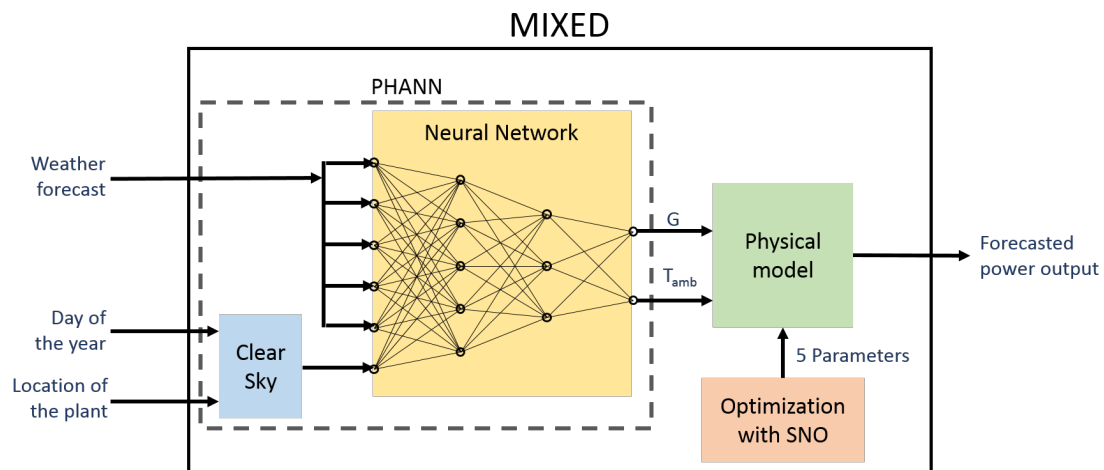 MIXED
PHANN
Neural Network
Weather
forecast
G
T_amb
Physical
model
Forecasted
power output
Day of
the year
Clear
Sky
Location of
the plant
5 Parameters
Optimization
with SNO